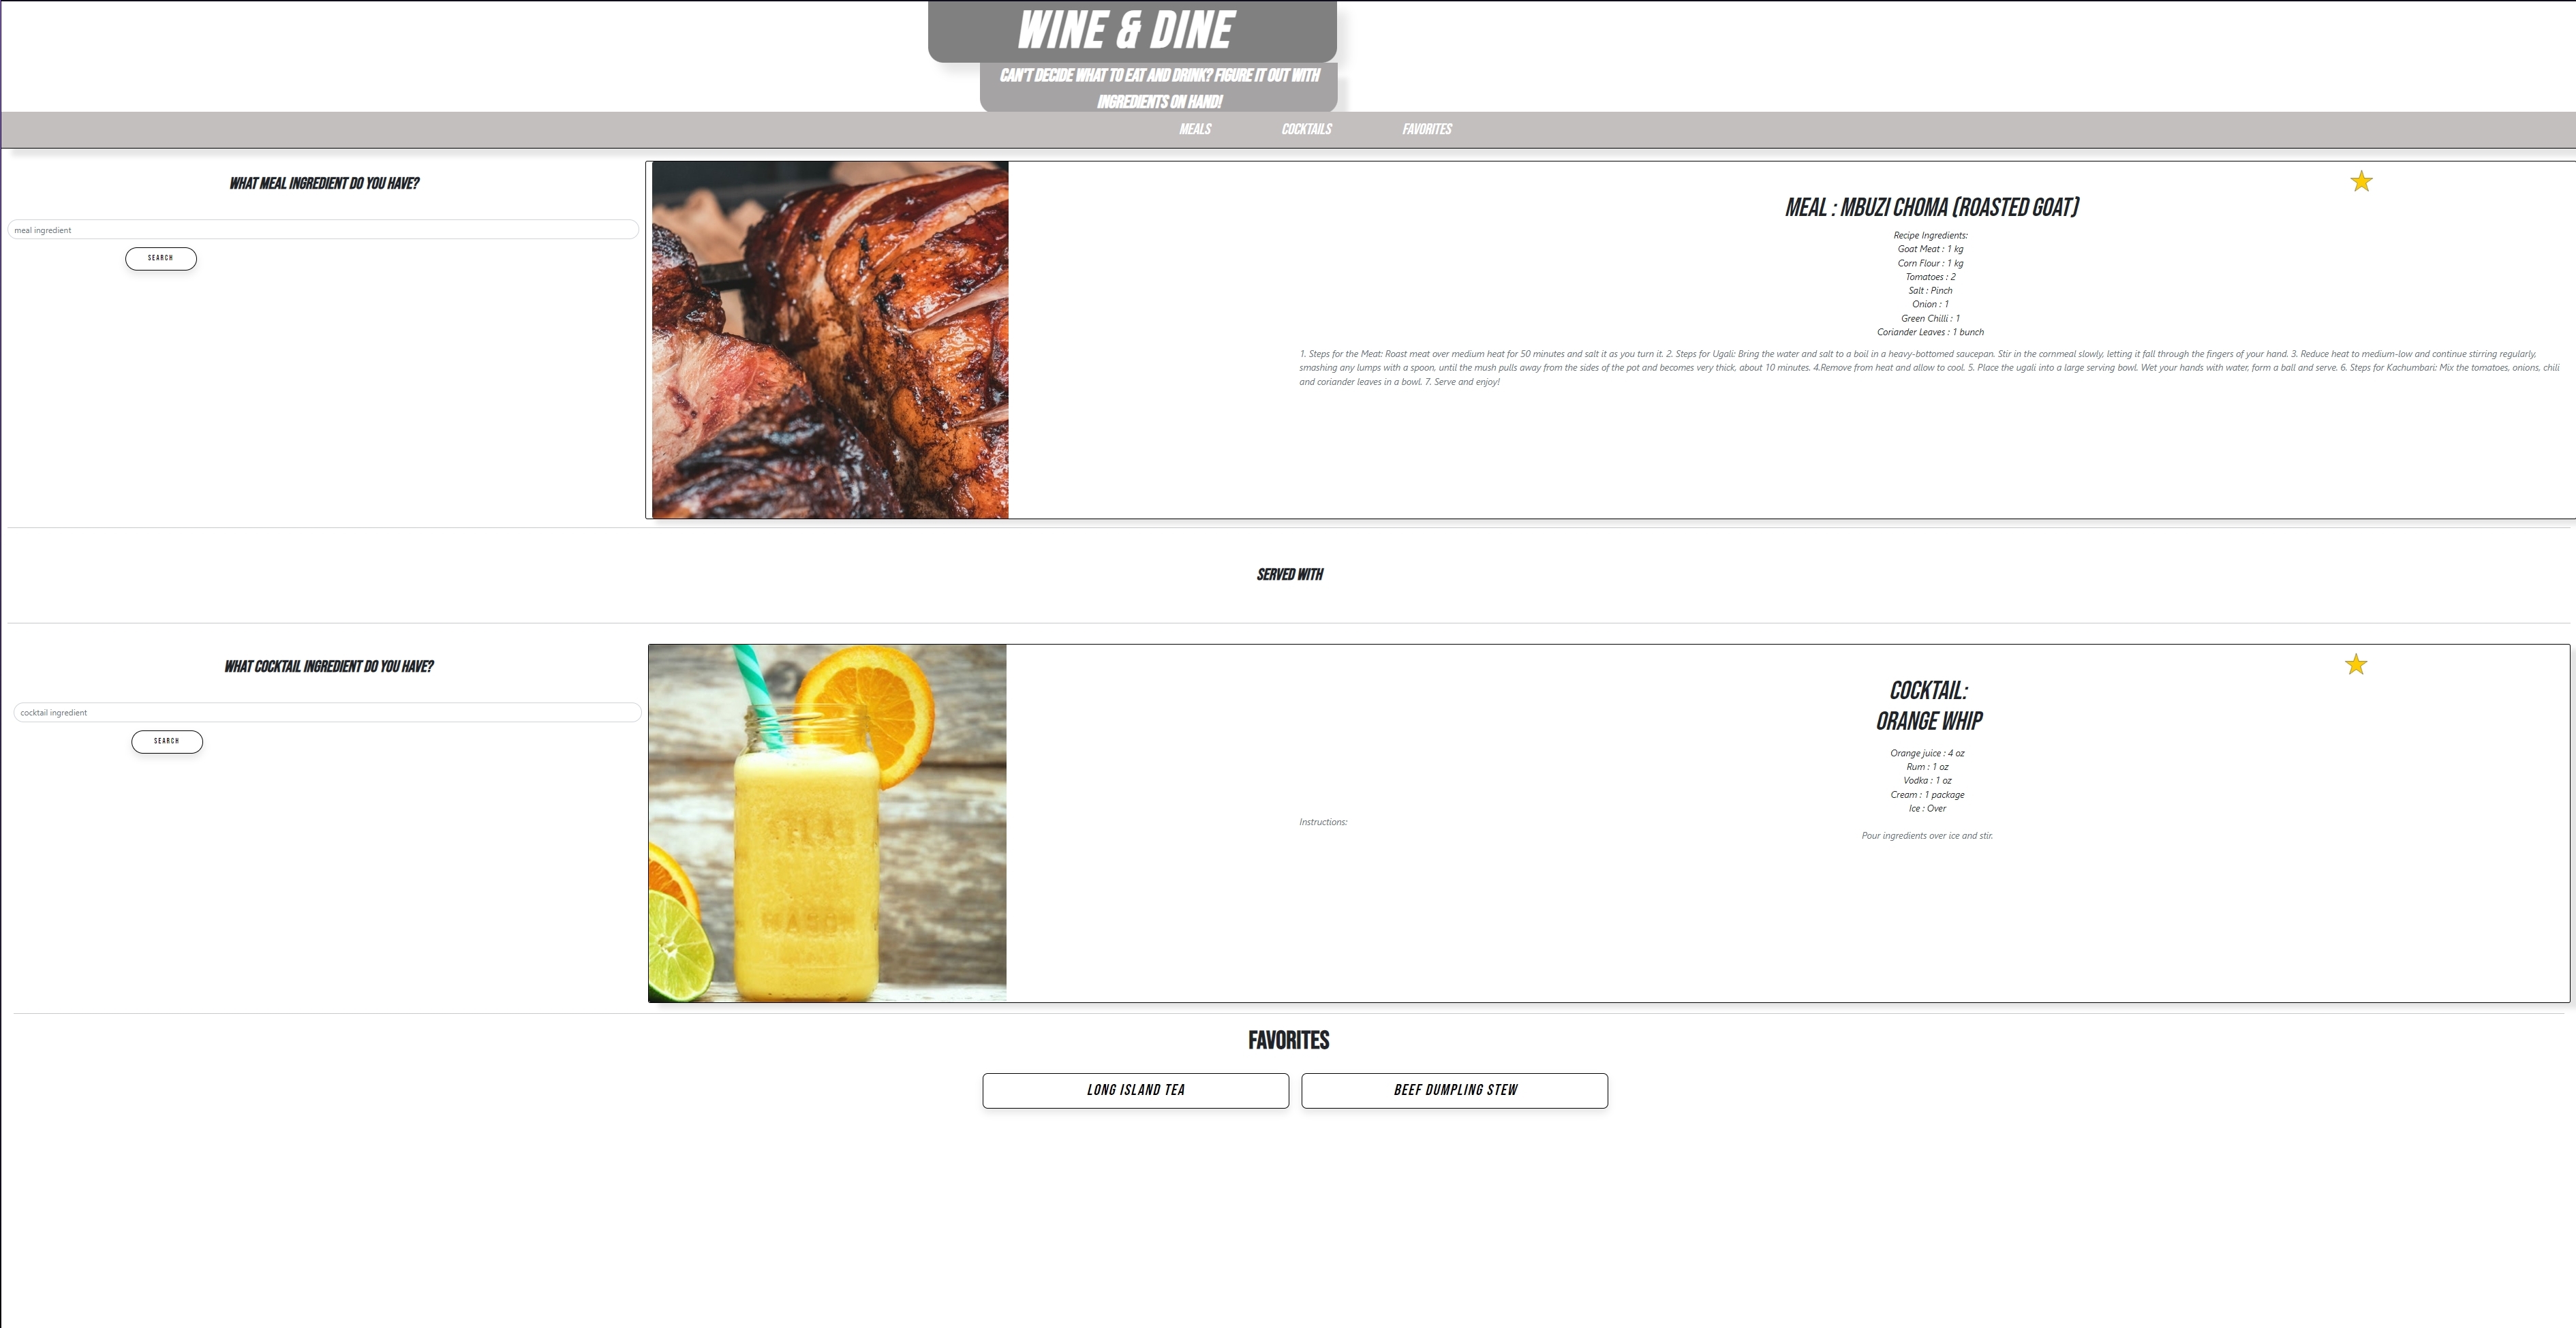 WINE & DINE
CAN'T DECIDE WHAT TO EAT AND DRINK? FIGURE IT OUT WITH
INGREDIENTS ON HAND!
MEALS COCKTAILS FAVORITES
WHAT MEAL INGREDIENT DO YOU HAVE?
meal ingredient
SEARCH
MEAL : MBUZI CHOMA (ROASTED GOAT)
Recipe Ingredients:
Goat Meat : 1 kg
Corn Flour : 1 kg
Tomatoes : 2
Salt : Pinch
Onion : 1
Green Chilli : 1
Coriander Leaves : 1 bunch
1. Steps for the Meat: Roast meat over medium heat for 50 minutes and salt it as you turn it. 2. Steps for Ugali: Bring the water and salt to a boil in a heavy-bottomed saucepan. Stir in the cornmeal slowly, letting it fall through the fingers of your hand. 3. Reduce heat to medium-low and continue stirring regularly,
smashing any lumps with a spoon, until the mush pulls away from the sides of the pot and becomes very thick, about 10 minutes. 4.Remove from heat and allow to cool. 5. Place the ugali into a large serving bowl. Wet your hands with water, form a ball and serve. 6. Steps for Kachumbari: Mix the tomatoes, onions, chili
and coriander leaves in a bowl. 7. Serve and enjoy!
SERVED WITH
WHAT COCKTAIL INGREDIENT DO YOU HAVE?
cocktail ingredient
SEARCH
COCKTAIL:
ORANGE WHIP
Orange juice : 4 oz
Rum : 1 oz
Vodka : 1 oz
Cream : 1 package
Ice : Over
Instructions:
Pour ingredients over ice and stir.
MASON
FAVORITES
LONG ISLAND TEA
BEEF DUMPLING STEW